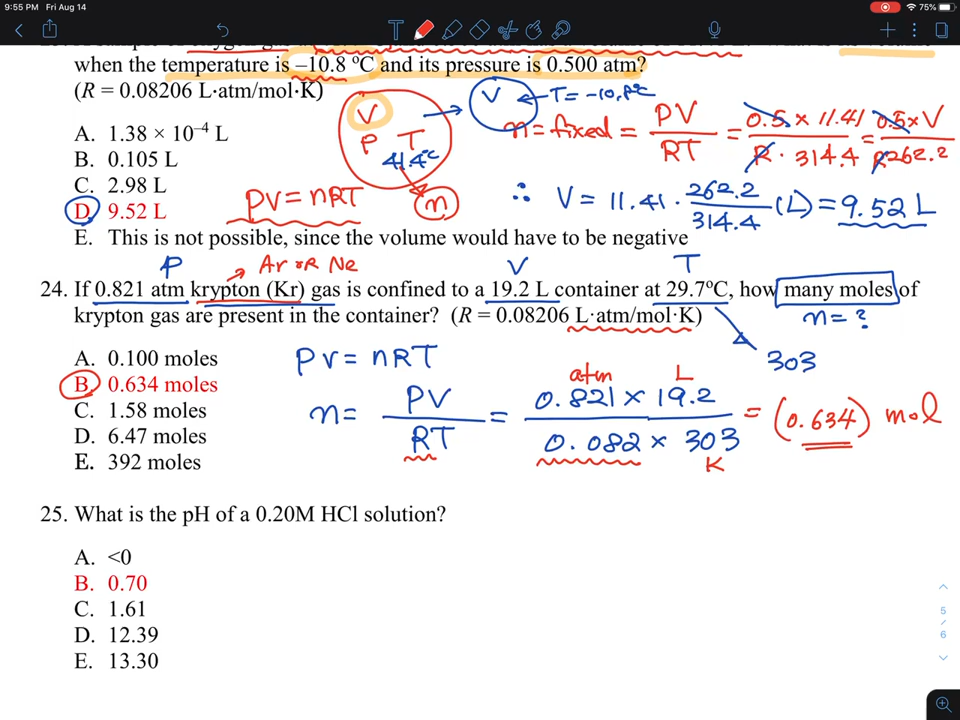 9:55 PM Fri Aug 14
75%
when the temperature is –10.8 °C and its pressure is 0.500 atm?
(R = 0.08206 L·atm/mol·K)
V
P T
414°C
n
V ← T = -10.8°C
n = fixed = PV / RT = 0.5 × 11.41 / R · 314.4 = 0.5 × V / R 262.2
A. 1.38 × 10⁻⁴ L
B. 0.105 L
C. 2.98 L
D. 9.52 L
PV = nRT
∴ V = 11.41 · 262.2 / 314.4 (L) = 9.52 L
E. This is not possible, since the volume would have to be negative
P → Ar or Ne V T
24. If 0.821 atm krypton (Kr) gas is confined to a 19.2 L container at 29.7°C, how many moles of
krypton gas are present in the container? (R = 0.08206 L·atm/mol·K)
n = ?
303
A. 0.100 moles
B. 0.634 moles
C. 1.58 moles
D. 6.47 moles
E. 392 moles
PV = nRT
atm L
n = PV / RT = 0.821 × 19.2 / 0.082 × 303 = (0.634) mol
K
25. What is the pH of a 0.20M HCl solution?
A. <0
B. 0.70
C. 1.61
D. 12.39
E. 13.30
5
/
6